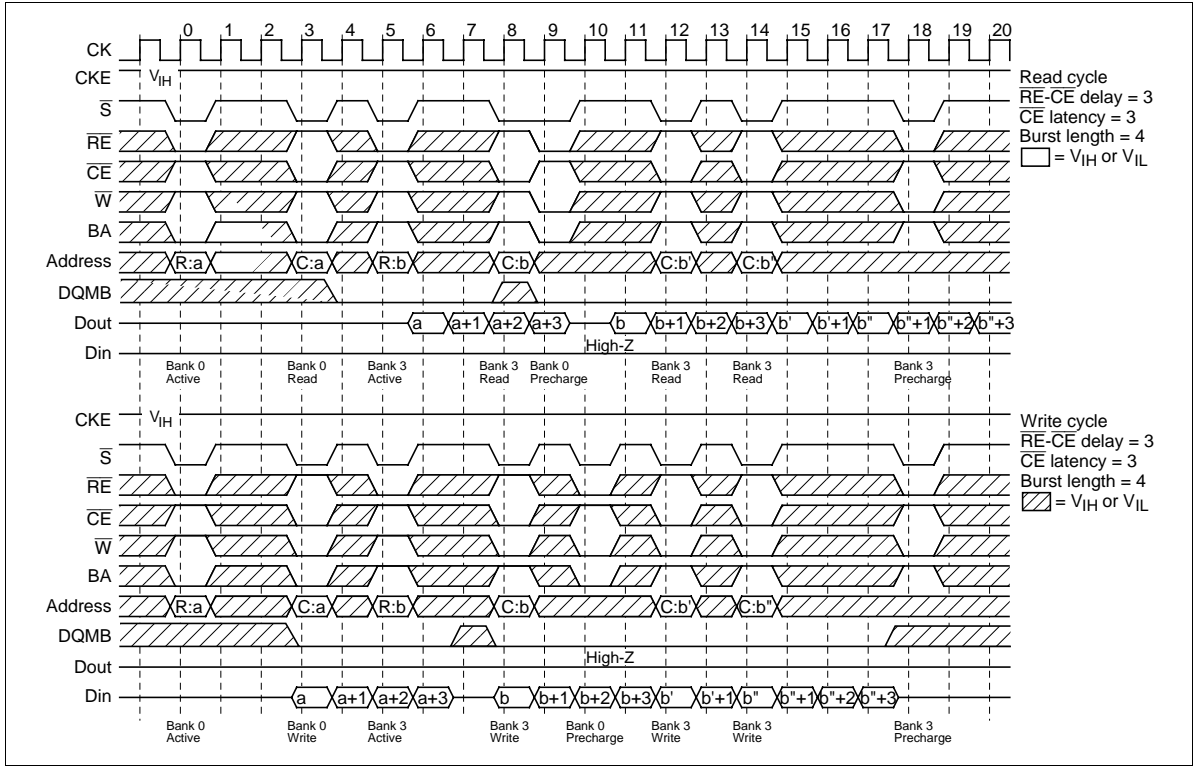 0 1 2 3 4 5 6 7 8 9 10 11 12 13 14 15 16 17 18 19 20
CK
CKE VIH
S
RE
CE
W
BA
Address R:a C:a R:b C:b C:b' C:b"
DQMB
Dout a a+1 a+2 a+3 b b+1 b+2 b+3 b' b'+1 b" b"+1 b"+2 b"+3
Din High-Z
Bank 0 Active
Bank 0 Read
Bank 3 Active
Bank 3 Read
Bank 0 Precharge
Bank 3 Read
Bank 3 Read
Bank 3 Precharge
Read cycle
RE-CE delay = 3
CE latency = 3
Burst length = 4
= VIH or VIL
CKE VIH
S
RE
CE
W
BA
Address R:a C:a R:b C:b C:b' C:b"
DQMB
Dout High-Z
Din a a+1 a+2 a+3 b b+1 b+2 b+3 b' b'+1 b" b"+1 b"+2 b"+3
Bank 0 Active
Bank 0 Write
Bank 3 Active
Bank 3 Write
Bank 0 Precharge
Bank 3 Write
Bank 3 Write
Bank 3 Precharge
Write cycle
RE-CE delay = 3
CE latency = 3
Burst length = 4
= VIH or VIL